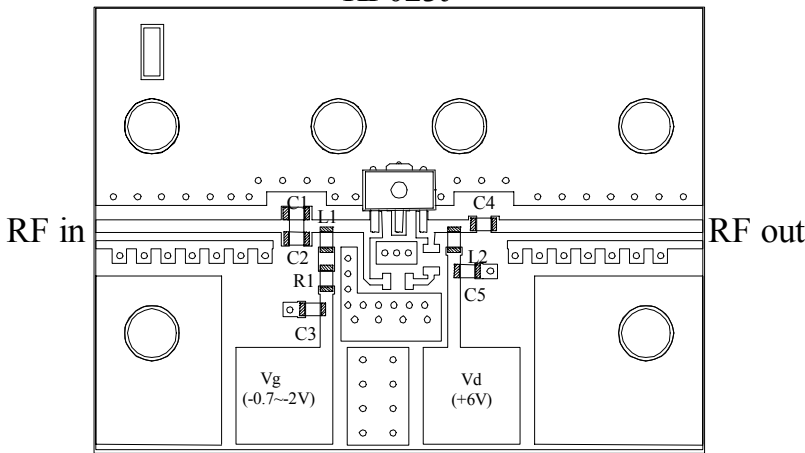 C1
C4
L1
RF in
RF out
C2
L2
R1
C5
C3
Vg
(-0.7~-2V)
Vd
(+6V)